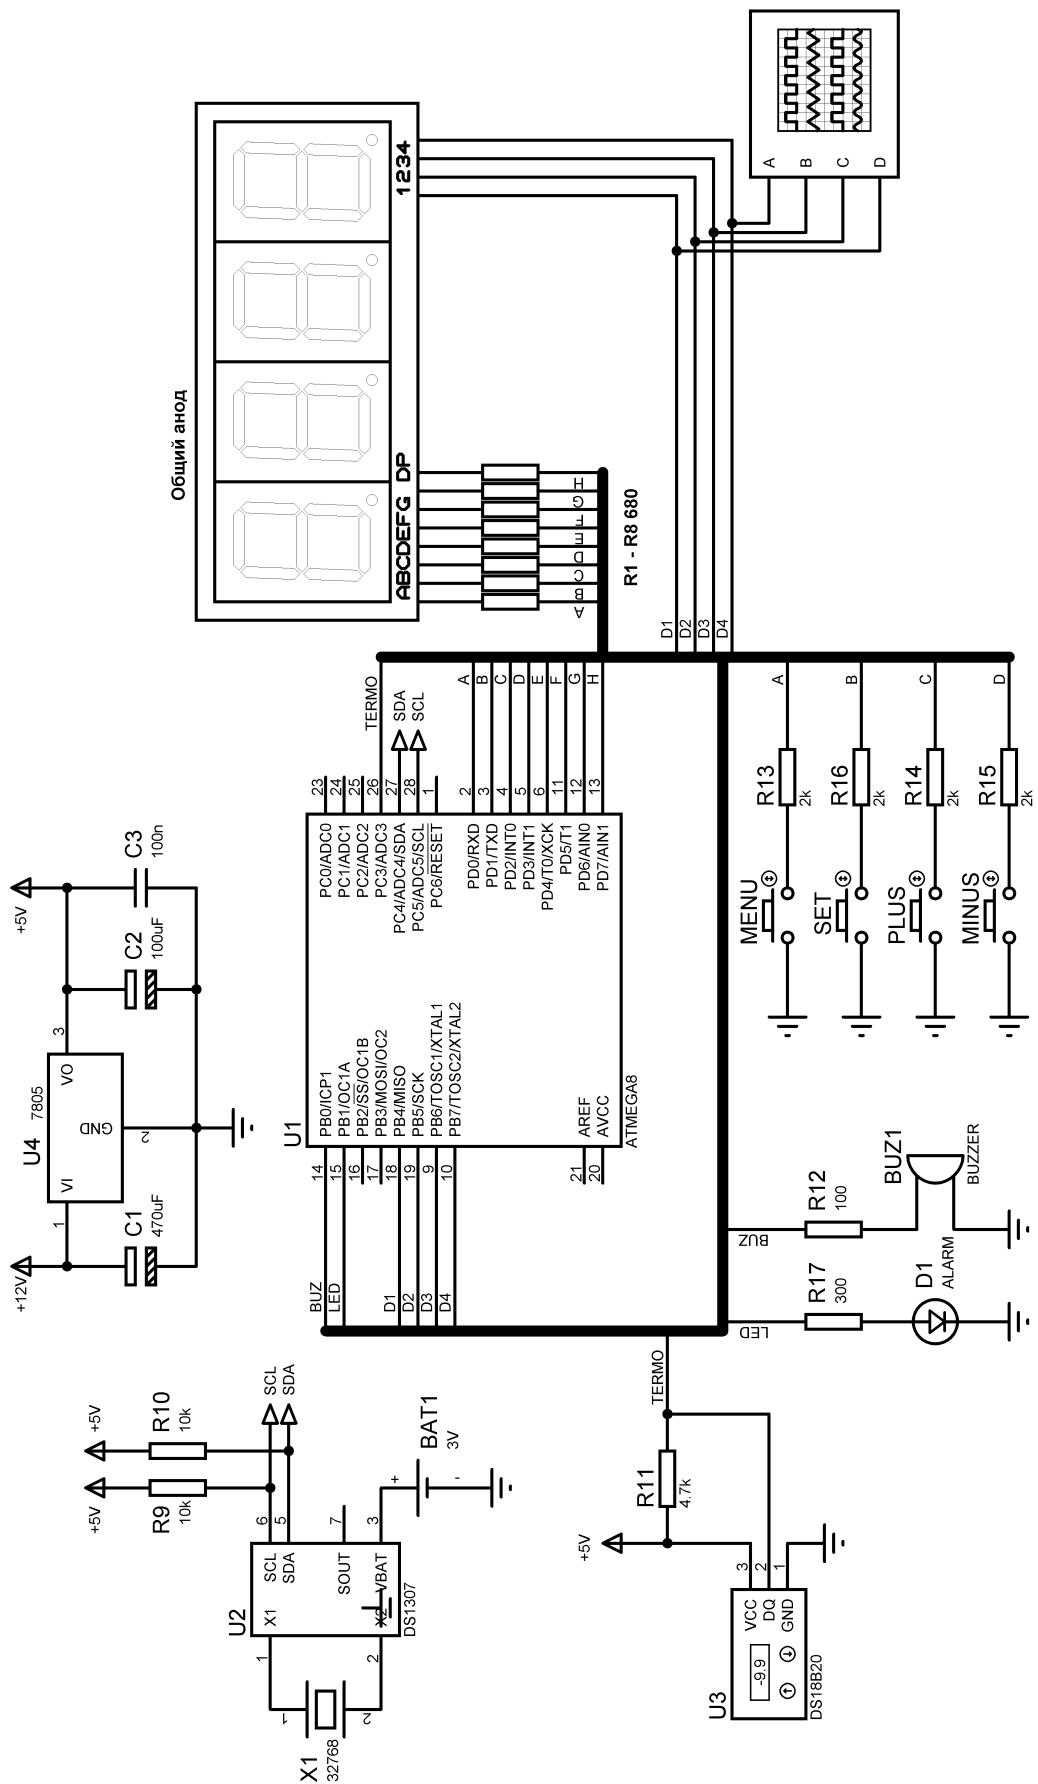 +12V
C1
470uF
1
VI
U4
7805
GND
2
VO
3
C2
100uF
C3
100n
+5V
X1
32768
1
2
U2
DS1307
1
X1
2
X2
SCL
6
SDA
5
SOUT
7
VBAT
3
R9
10k
+5V
R10
10k
+5V
SCL
SDA
BAT1
3V
+
-
BUZ
LED
D1
D2
D3
D4
14
15
16
17
18
19
9
10
21
20
U1
PB0/ICP1
PB1/OC1A
PB2/SS/OC1B
PB3/MOSI/OC2
PB4/MISO
PB5/SCK
PB6/TOSC1/XTAL1
PB7/TOSC2/XTAL2
AREF
AVCC
ATMEGA8
PC0/ADC0
PC1/ADC1
PC2/ADC2
PC3/ADC3
PC4/ADC4/SDA
PC5/ADC5/SCL
PC6/RESET
PD0/RXD
PD1/TXD
PD2/INT0
PD3/INT1
PD4/T0/XCK
PD5/T1
PD6/AIN0
PD7/AIN1
23
24
25
26
27
28
1
2
3
4
5
6
11
12
13
TERMO
SDA
SCL
A
B
C
D
E
F
G
H
Общий анод
ABCDEFG DP
1234
A
B
C
D
E
F
G
H
R1 - R8 680
D1
D2
D3
D4
A
B
C
D
U3
DS18B20
-9.9
VCC
DQ
GND
3
2
1
+5V
R11
4.7k
TERMO
LED
R17
300
D1
ALARM
BUZ
R12
100
BUZ1
BUZZER
MENU
R13
2k
A
SET
R16
2k
B
PLUS
R14
2k
C
MINUS
R15
2k
D